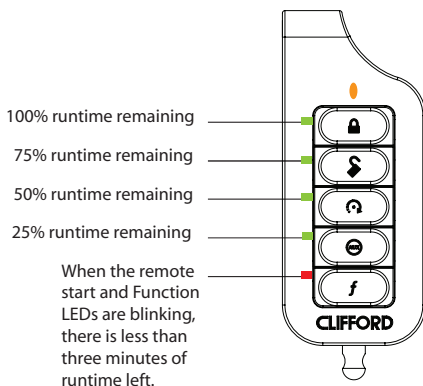 100% runtime remaining
75% runtime remaining
50% runtime remaining
25% runtime remaining
AUX
When the remote
start and Function
LEDs are blinking,
there is less than
three minutes of
runtime left.
f
CLIFFORD